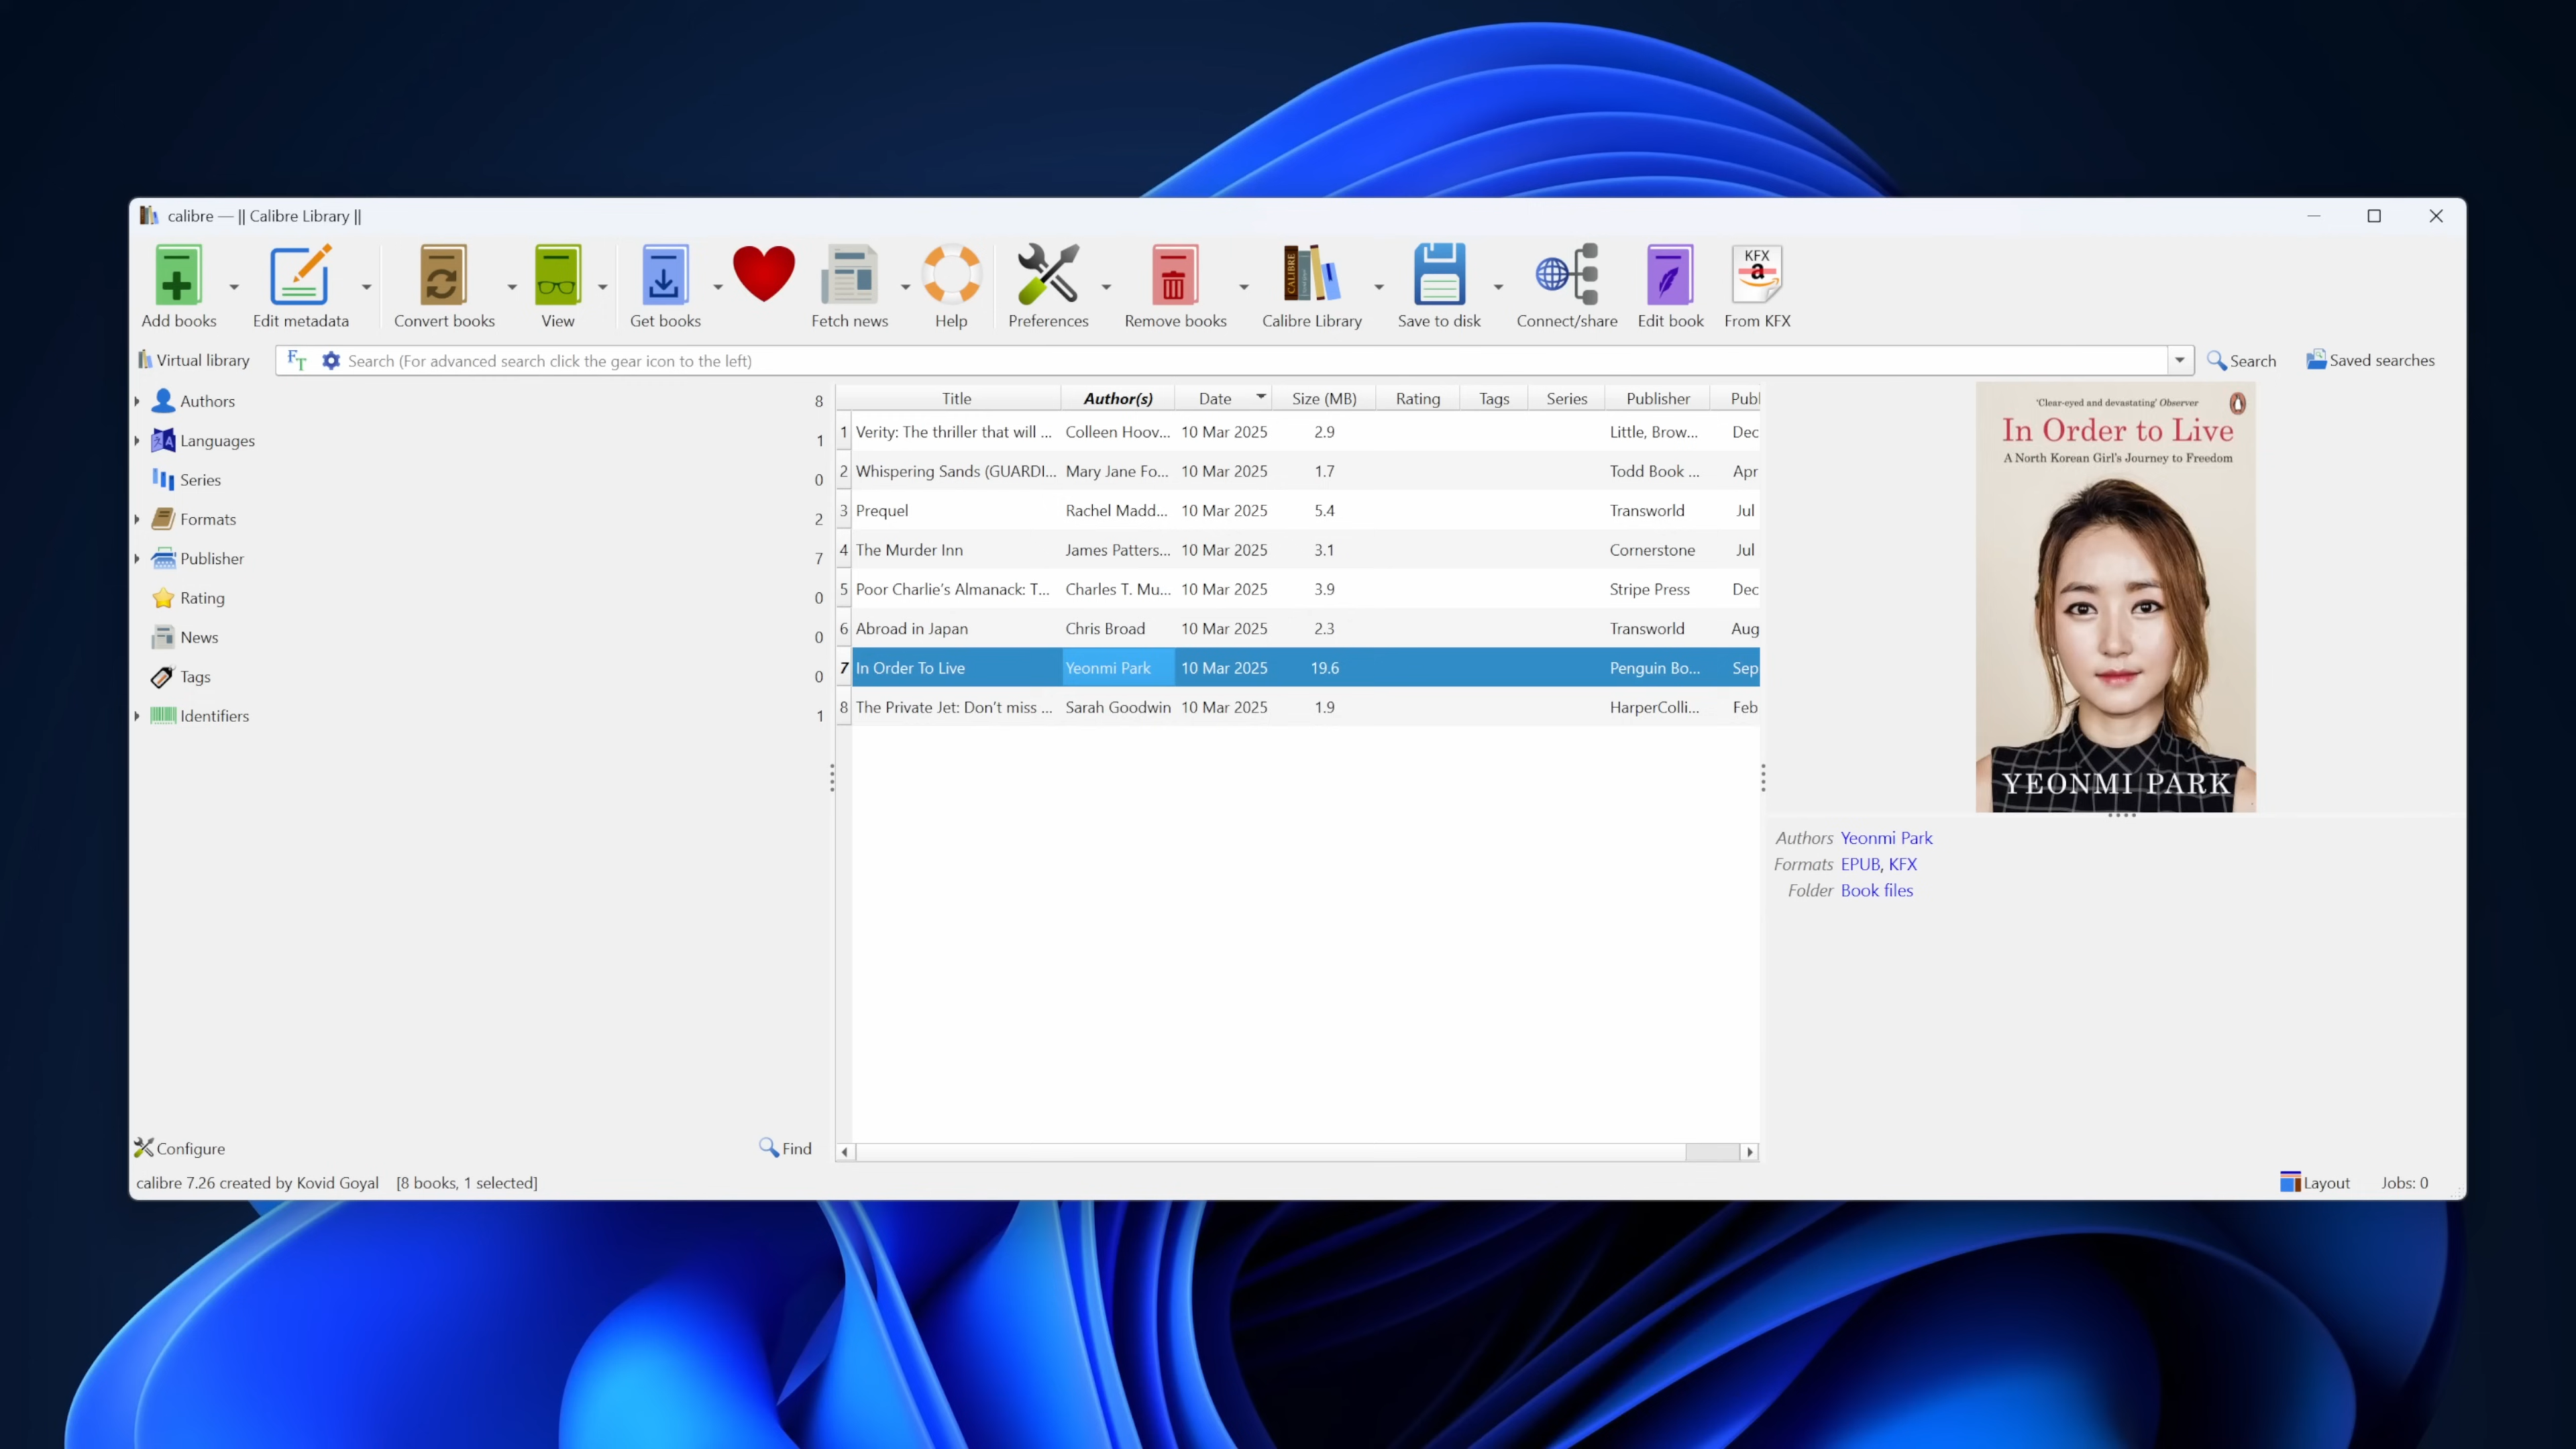 calibre — || Calibre Library ||
KFX
a
CALIBRE
Add books Edit metadata Convert books View Get books Fetch news Help Preferences Remove books Calibre Library Save to disk Connect/share Edit book From KFX
Virtual library FT Search (For advanced search click the gear icon to the left) Search Saved searches
Authors 8
Languages 1
Series 0
Formats 2
Publisher 7
Rating 0
News 0
Tags 0
Identifiers 1
Configure Find
Title Author(s) Date Size (MB) Rating Tags Series Publisher Publ
1 Verity: The thriller that will ... Colleen Hoov... 10 Mar 2025 2.9 Little, Brow... Dec
2 Whispering Sands (GUARDI... Mary Jane Fo... 10 Mar 2025 1.7 Todd Book ... Apr
3 Prequel Rachel Madd... 10 Mar 2025 5.4 Transworld Jul
4 The Murder Inn James Patters... 10 Mar 2025 3.1 Cornerstone Jul
5 Poor Charlie’s Almanack: T... Charles T. Mu... 10 Mar 2025 3.9 Stripe Press Dec
6 Abroad in Japan Chris Broad 10 Mar 2025 2.3 Transworld Aug
7 In Order To Live Yeonmi Park 10 Mar 2025 19.6 Penguin Bo... Sep
8 The Private Jet: Don’t miss ... Sarah Goodwin 10 Mar 2025 1.9 HarperColli... Feb
‘Clear-eyed and devastating’ Observer
In Order to Live
A North Korean Girl’s Journey to Freedom
YEONMI PARK
Authors Yeonmi Park
Formats EPUB, KFX
Folder Book files
calibre 7.26 created by Kovid Goyal [8 books, 1 selected] Layout Jobs: 0